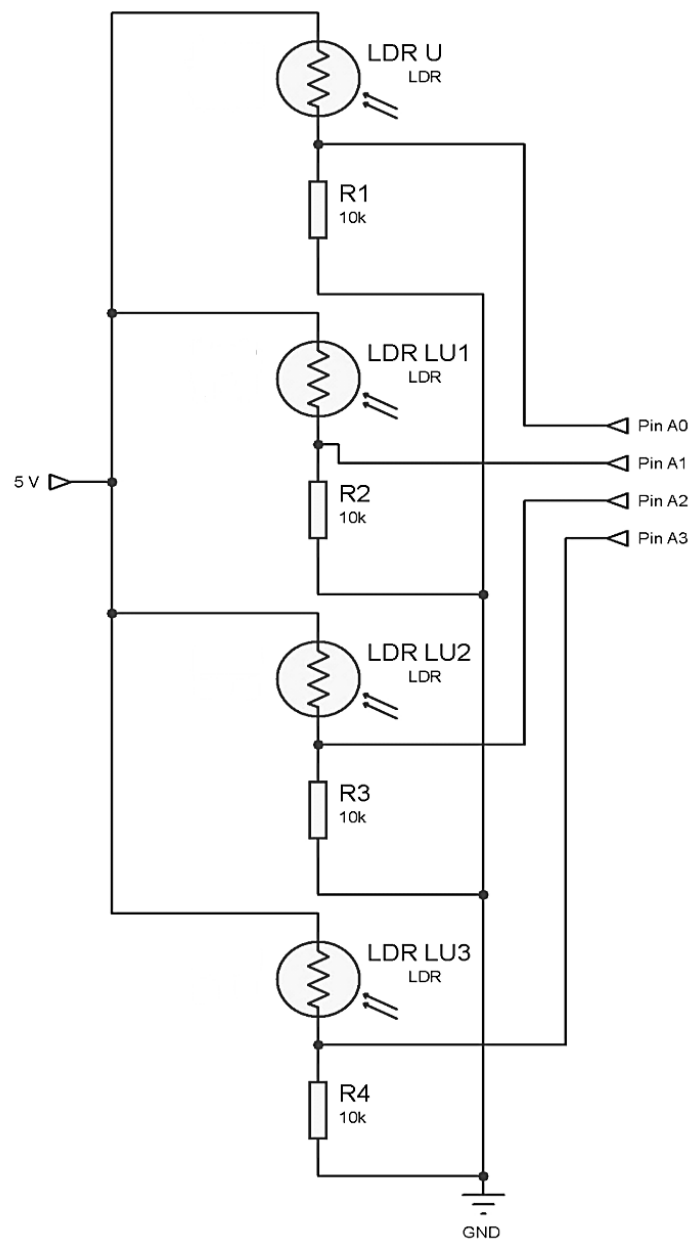 LDR U
LDR
R1
10k
LDR LU1
LDR
Pin A0
Pin A1
5 V
R2
10k
Pin A2
Pin A3
LDR LU2
LDR
R3
10k
LDR LU3
LDR
R4
10k
GND